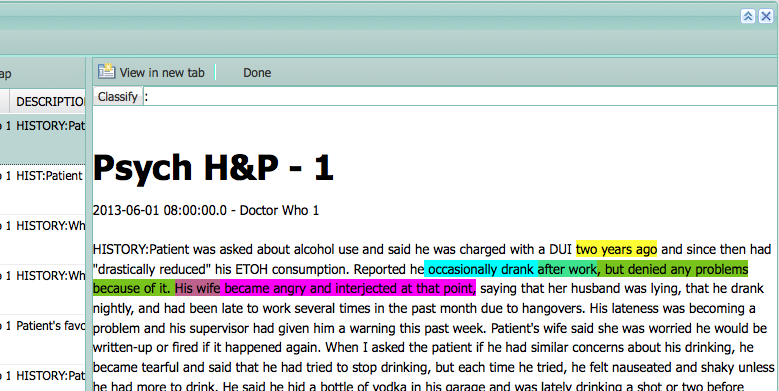 ap
View in new tab
Done
DESCRIPTIO
Classify :
o 1 HISTORY:Pat
o 1 HIST:Patient
o 1 HISTORY:Wh
o 1 HISTORY:Wh
o 1 Patient's favo
o 1 HISTORY:Pat
Psych H&P - 1
2013-06-01 08:00:00.0 - Doctor Who 1
HISTORY:Patient was asked about alcohol use and said he was charged with a DUI two years ago and since then had
"drastically reduced" his ETOH consumption. Reported he occasionally drank after work, but denied any problems
because of it. His wife became angry and interjected at that point, saying that her husband was lying, that he drank
nightly, and had been late to work several times in the past month due to hangovers. His lateness was becoming a
problem and his supervisor had given him a warning this past week. Patient's wife said she was worried he would be
written-up or fired if it happened again. When I asked the patient if he had similar concerns about his drinking, he
became tearful and said that he had tried to stop drinking, but each time he tried, he felt nauseated and shaky unless
he had more to drink. He said he hid a bottle of vodka in his garage and was lately drinking a shot or two before